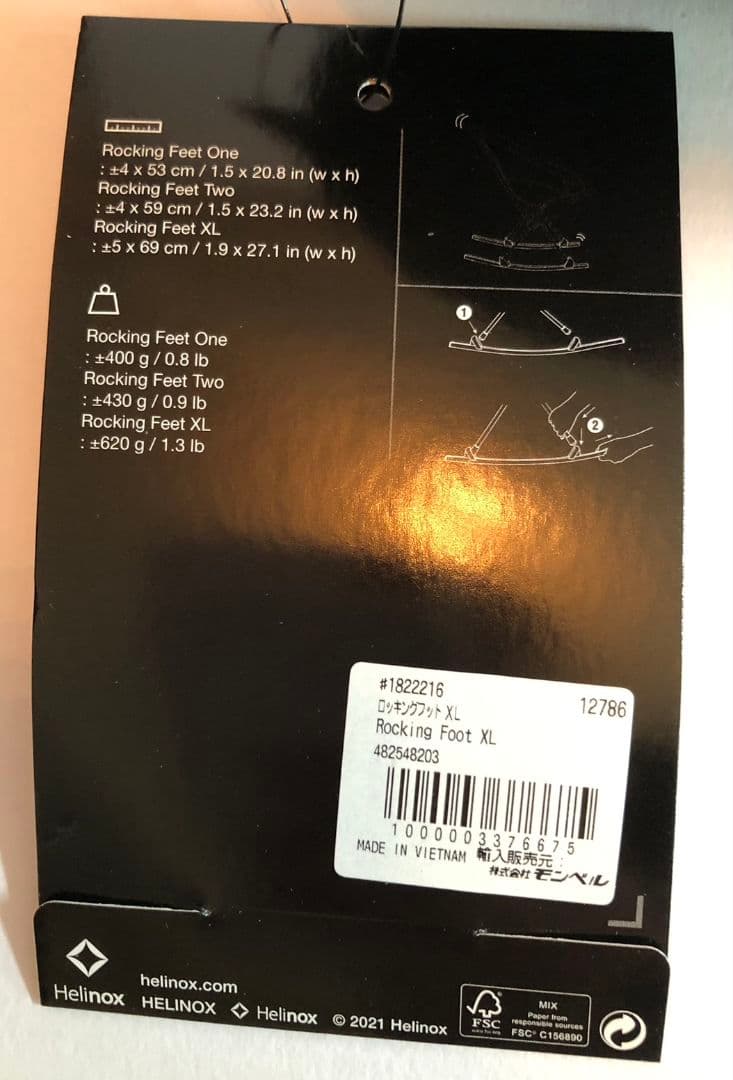 Rocking Feet One
: ±4 x 53 cm / 1.5 x 20.8 in (w x h)
Rocking Feet Two
: ±4 x 59 cm / 1.5 x 23.2 in (w x h)
Rocking Feet XL
: ±5 x 69 cm / 1.9 x 27.1 in (w x h)
Rocking Feet One
: ±400 g / 0.8 lb
Rocking Feet Two
: ±430 g / 0.9 lb
Rocking Feet XL
: ±620 g / 1.3 lb
1
2
#1822216
12786
ロッキングフット XL
Rocking Foot XL
482548203
1000003376675
MADE IN VIETNAM 輸入販売元:
株式会社 モンベル
Helinox
helinox.com
HELINOX Helinox © 2021 Helinox
FSC
MIX
Paper from
responsible sources
FSC® C156890